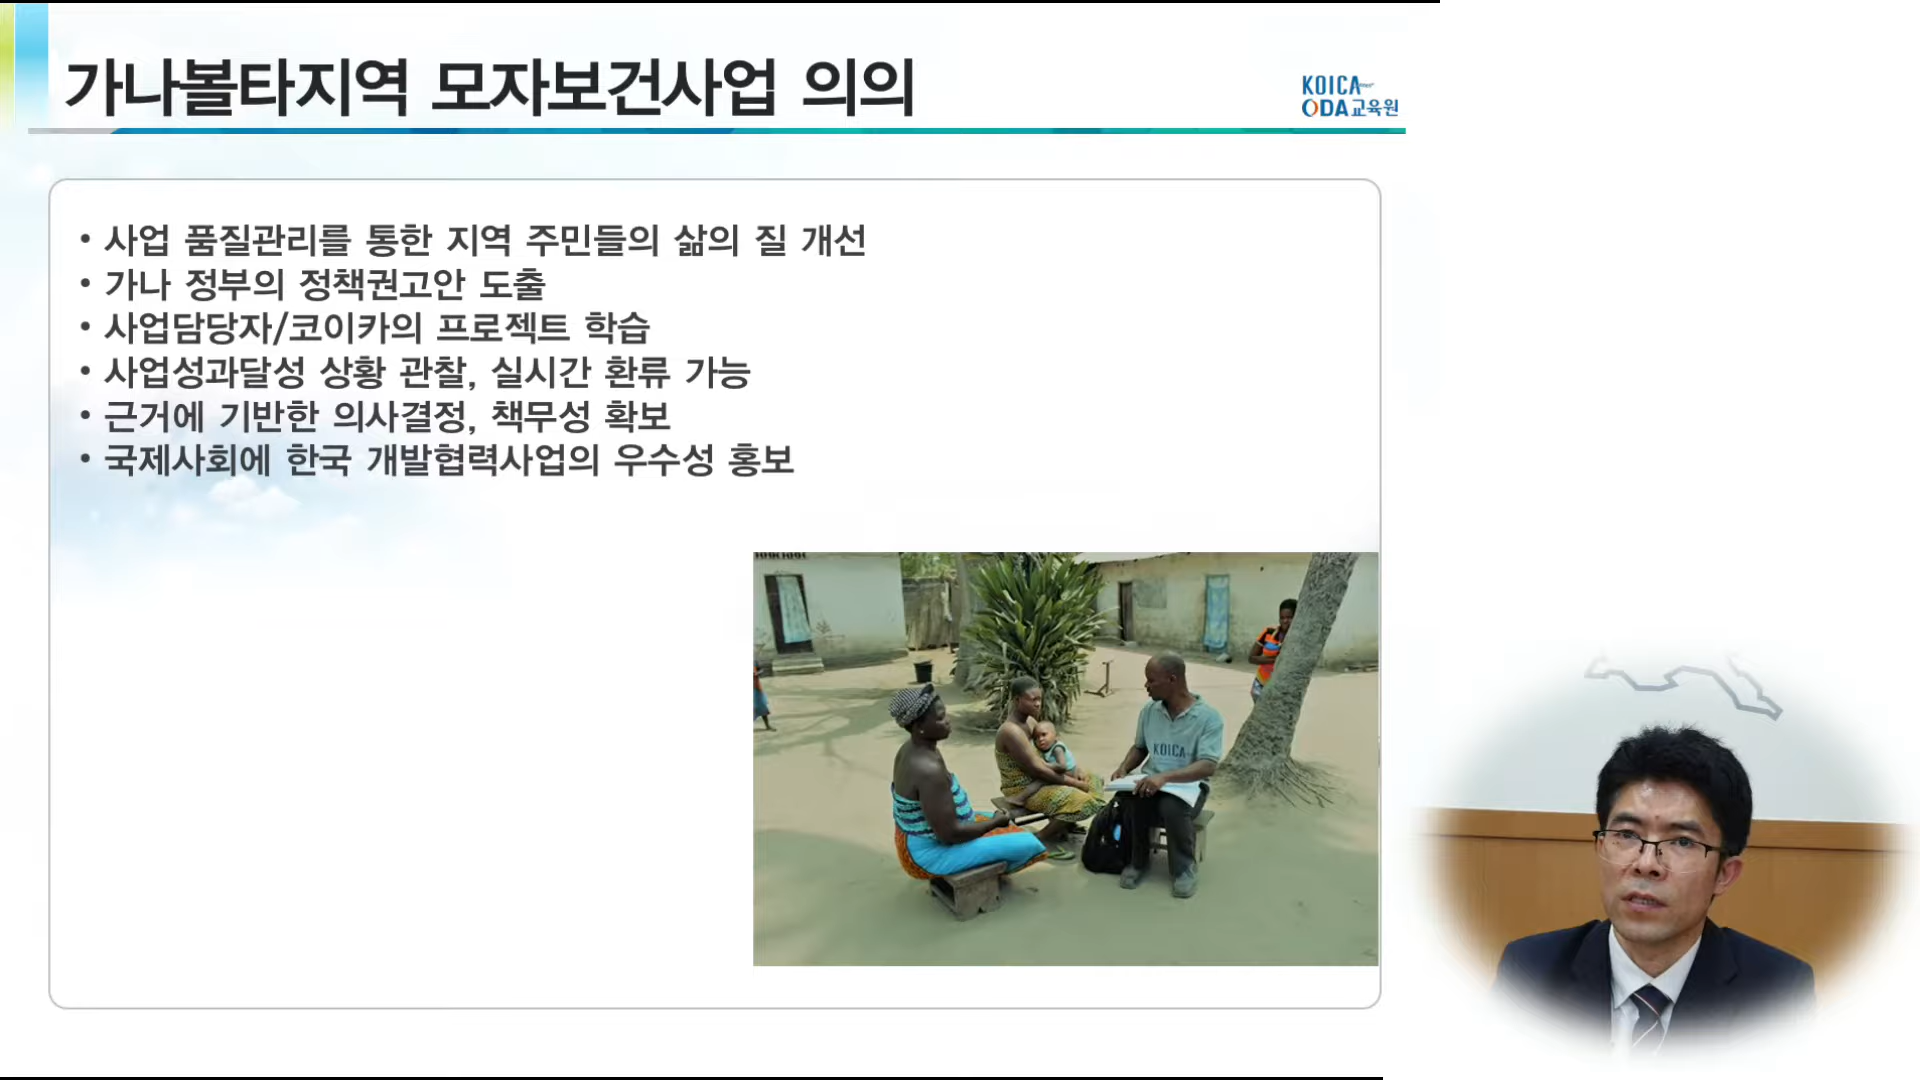 가나볼타지역 모자보건사업 의의
KOICA
ODA교육원
• 사업 품질관리를 통한 지역 주민들의 삶의 질 개선
• 가나 정부의 정책권고안 도출
• 사업담당자/코이카의 프로젝트 학습
• 사업성과달성 상황 관찰, 실시간 환류 가능
• 근거에 기반한 의사결정, 책무성 확보
• 국제사회에 한국 개발협력사업의 우수성 홍보
KOICA